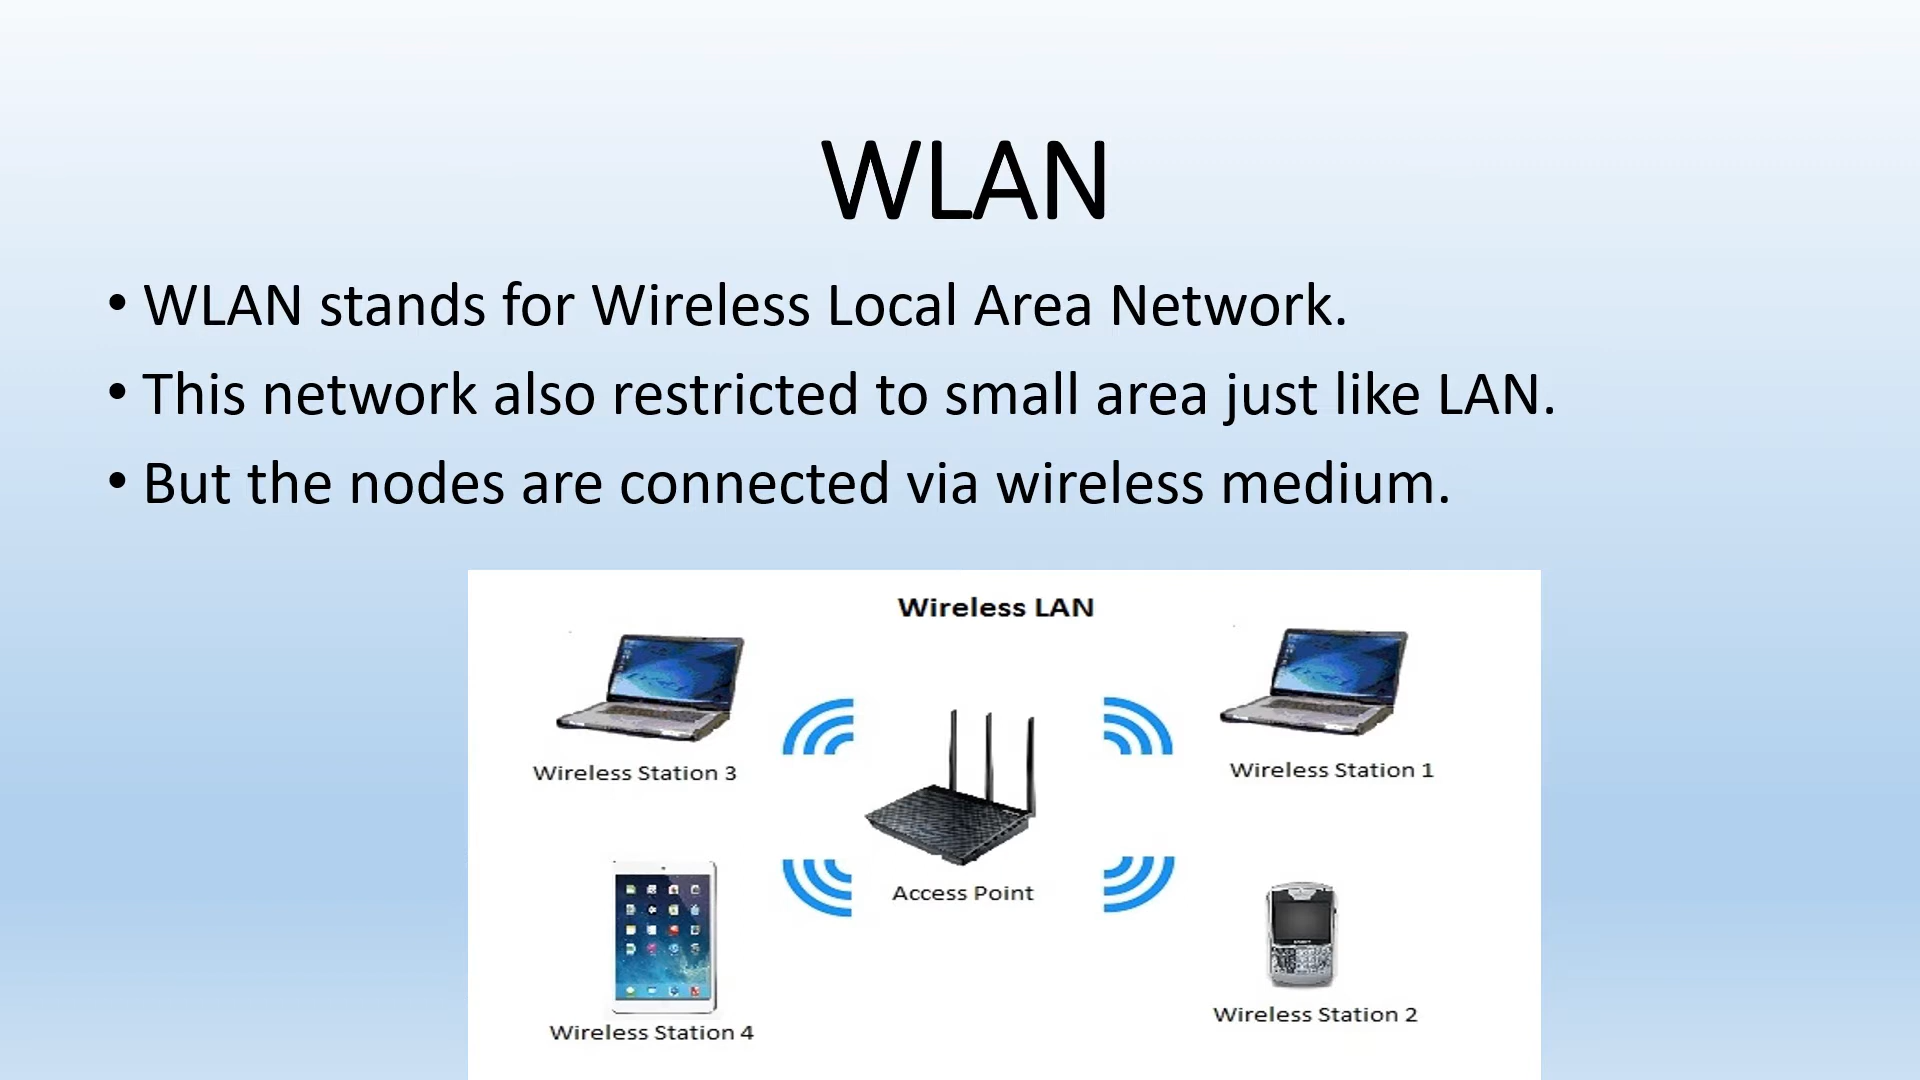 WLAN
• WLAN stands for Wireless Local Area Network.
• This network also restricted to small area just like LAN.
• But the nodes are connected via wireless medium.
Wireless LAN
Wireless Station 3
Wireless Station 1
Access Point
Wireless Station 4
Wireless Station 2